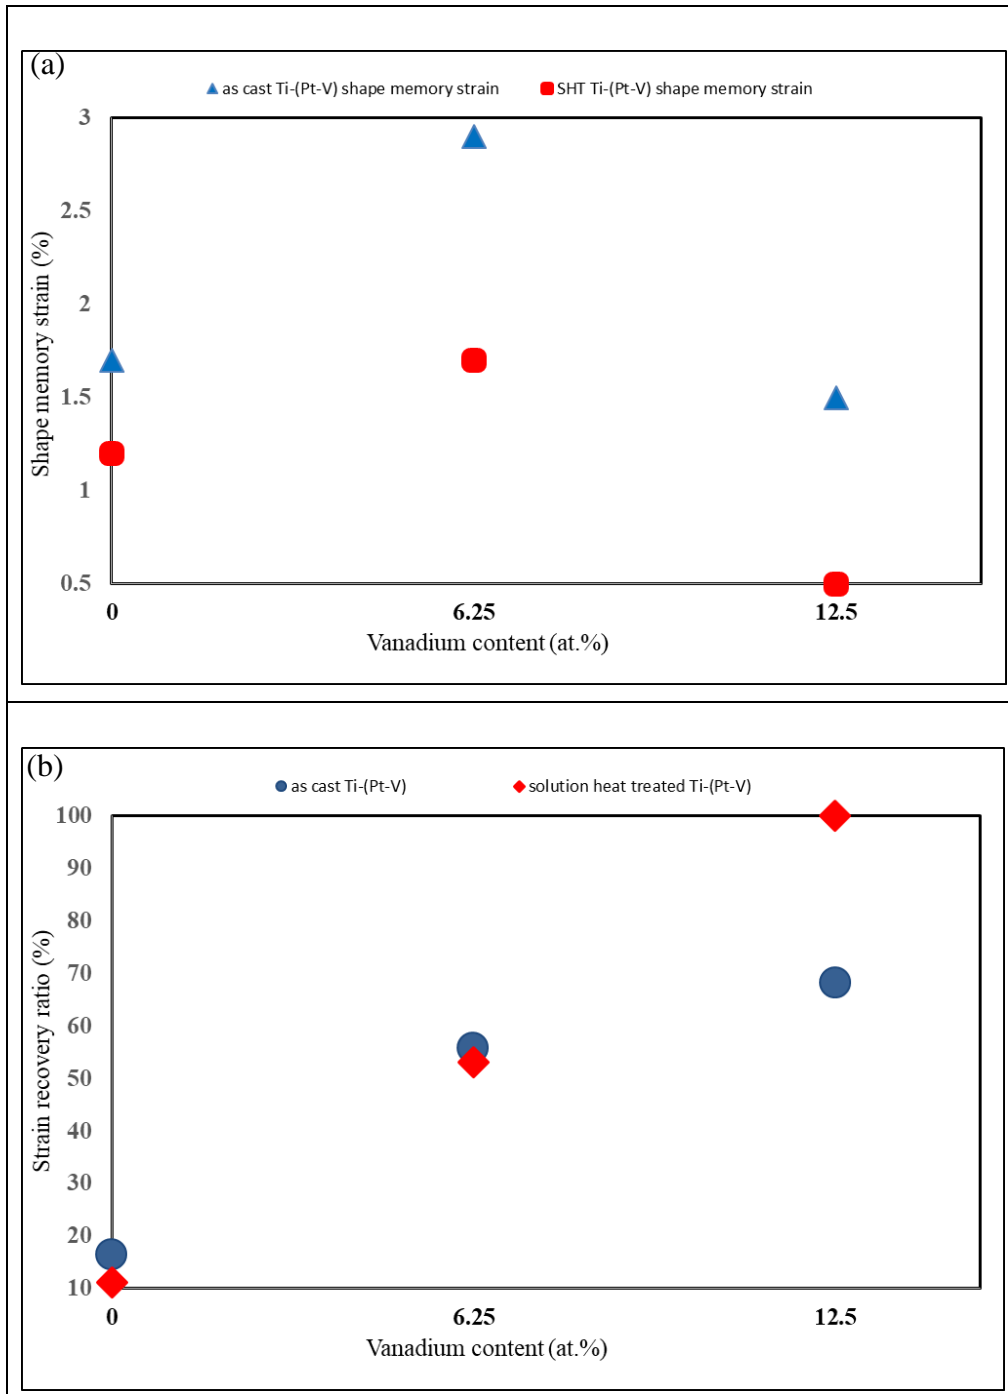 (a)
as cast Ti-(Pt-V) shape memory strain
SHT Ti-(Pt-V) shape memory strain
3
2.5
2
1.5
1
0.5
Shape memory strain (%)
0
6.25
12.5
Vanadium content (at.%)
(b)
as cast Ti-(Pt-V)
solution heat treated Ti-(Pt-V)
100
90
80
70
60
50
40
30
20
10
Strain recovery ratio (%)
0
6.25
12.5
Vanadium content (at.%)